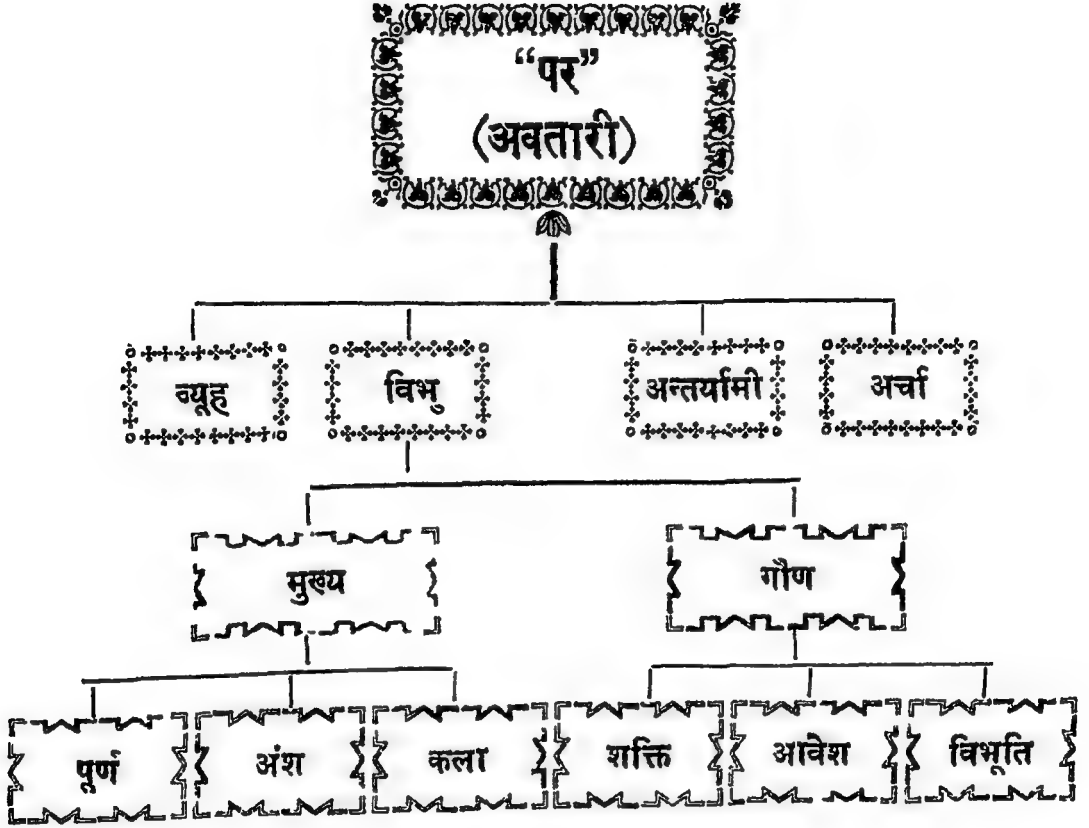 “पर”
(अवतारी)
व्यूह
विभु
अन्तर्यामी
अर्चा
मुख्य
गौण
पूर्ण
अंश
कला
शक्ति
आवेश
विभूति